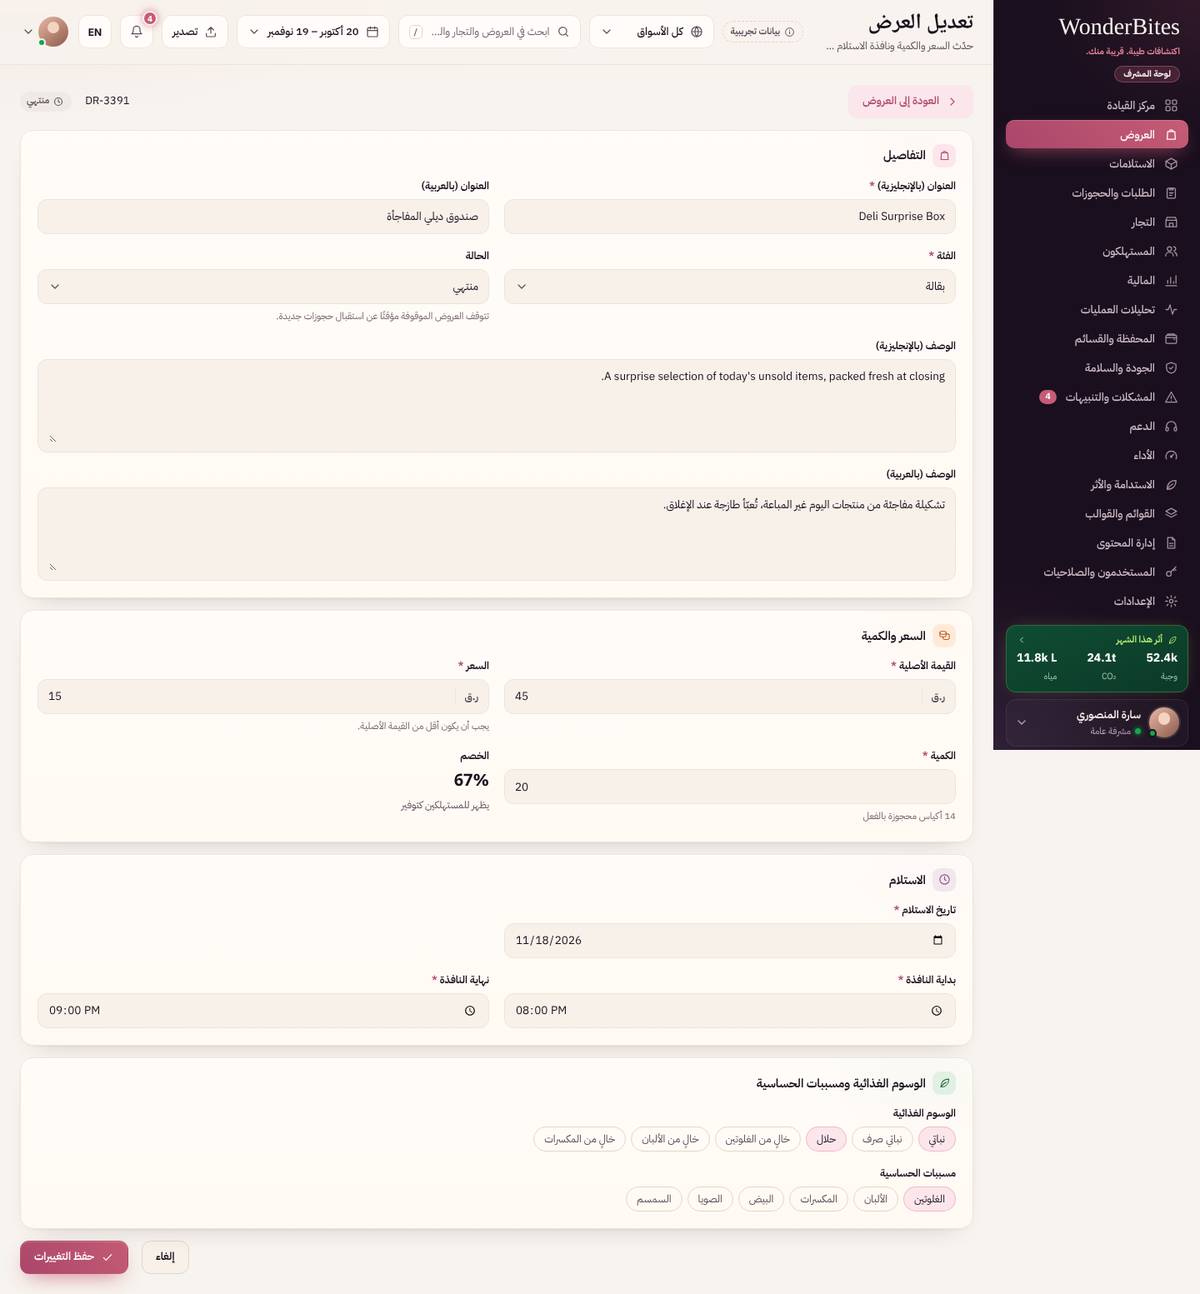 WonderBites
اكتشافات طيبة. قريبة منك.
لوحة المشرف
مركز القيادة
العروض
الاستلامات
الطلبات والحجوزات
التجار
المستهلكون
المالية
تحليلات العمليات
المحفظة والقسائم
الجودة والسلامة
المشكلات والتنبيهات 4
الدعم
الأداء
الاستدامة والأثر
القوائم والقوالب
إدارة المحتوى
المستخدمون والصلاحيات
الإعدادات
أثر هذا الشهر
52.4k 24.1t 11.8k L
وجبة CO₂ مياه
سارة المنصوري
مشرفة عامة
تعديل العرض
حدّث السعر والكمية ونافذة الاستلام ...
بيانات تجريبية
كل الأسواق
ابحث في العروض والتجار والـ... /
20 أكتوبر – 19 نوفمبر
تصدير
4
EN
العودة إلى العروض
DR-3391
منتهي
التفاصيل
العنوان (بالإنجليزية) *
Deli Surprise Box
العنوان (بالعربية)
صندوق ديلي المفاجأة
الفئة *
بقالة
الحالة
منتهي
تتوقف العروض الموقوفة مؤقتًا عن استقبال حجوزات جديدة.
الوصف (بالإنجليزية)
A surprise selection of today's unsold items, packed fresh at closing.
الوصف (بالعربية)
تشكيلة مفاجئة من منتجات اليوم غير المباعة، تُعبّأ طازجة عند الإغلاق.
السعر والكمية
القيمة الأصلية *
ر.ق 45
السعر *
ر.ق 15
يجب أن يكون أقل من القيمة الأصلية.
الكمية *
20
14 أكياس محجوزة بالفعل
الخصم
67%
يظهر للمستهلكين كتوفير
الاستلام
تاريخ الاستلام *
11/18/2026
بداية النافذة *
08:00 PM
نهاية النافذة *
09:00 PM
الوسوم الغذائية ومسببات الحساسية
الوسوم الغذائية
نباتي
نباتي صرف
حلال
خالٍ من الغلوتين
خالٍ من الألبان
خالٍ من المكسرات
مسببات الحساسية
الغلوتين
الألبان
المكسرات
البيض
الصويا
السمسم
إلغاء
حفظ التغييرات